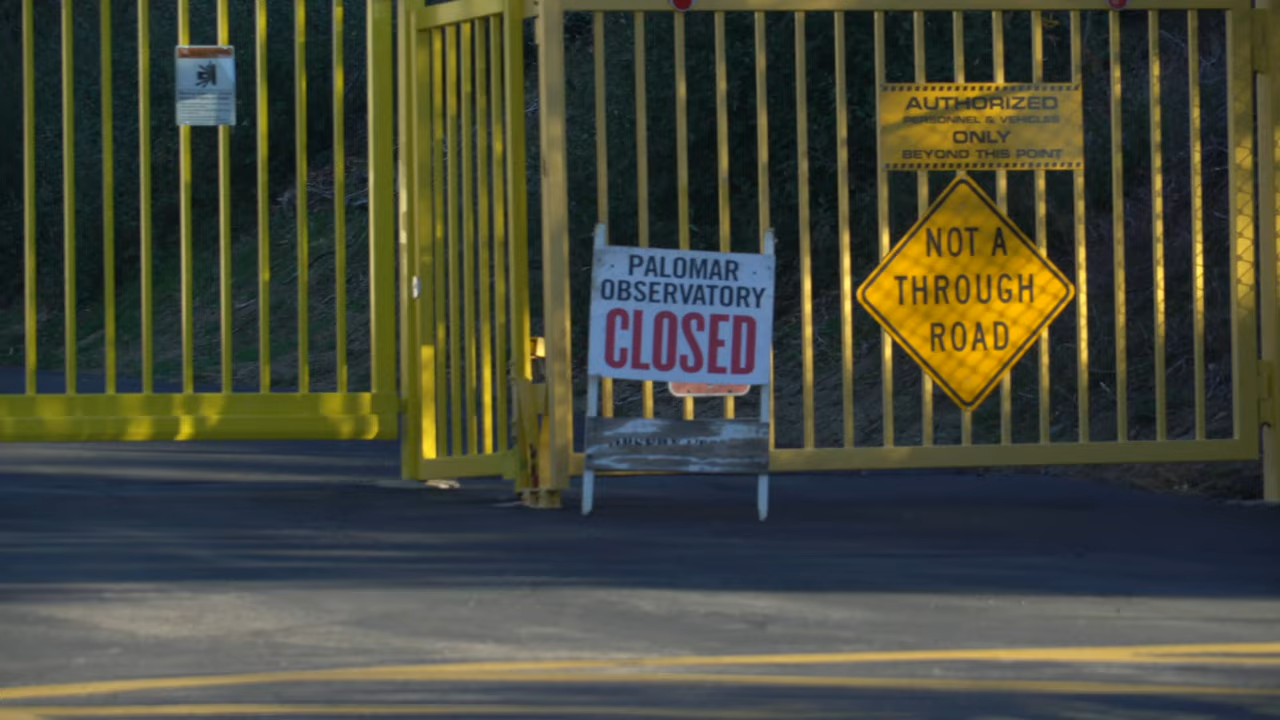 AUTHORIZED
PERSONNEL & VEHICLES
ONLY
BEYOND THIS POINT
NOT A
THROUGH
ROAD
PALOMAR
OBSERVATORY
CLOSED